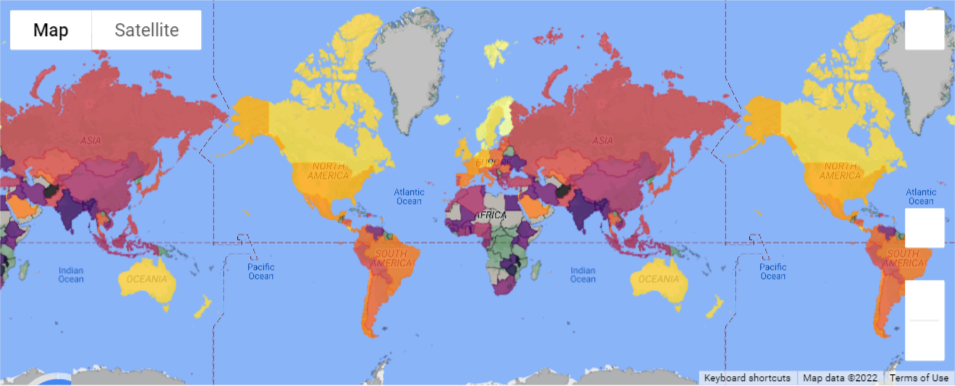 Map Satellite
ASIA
ASIA
NORTH
AMERICA
NORTH
AMERICA
Atlantic
Ocean
Atlantic
Ocean
AFRICA
SOUTH
AMERICA
SOUTH
AMERICA
Indian
Ocean
Pacific
Ocean
Indian
Ocean
Pacific
Ocean
OCEANIA
OCEANIA
Keyboard shortcuts Map data ©2022 Terms of Use